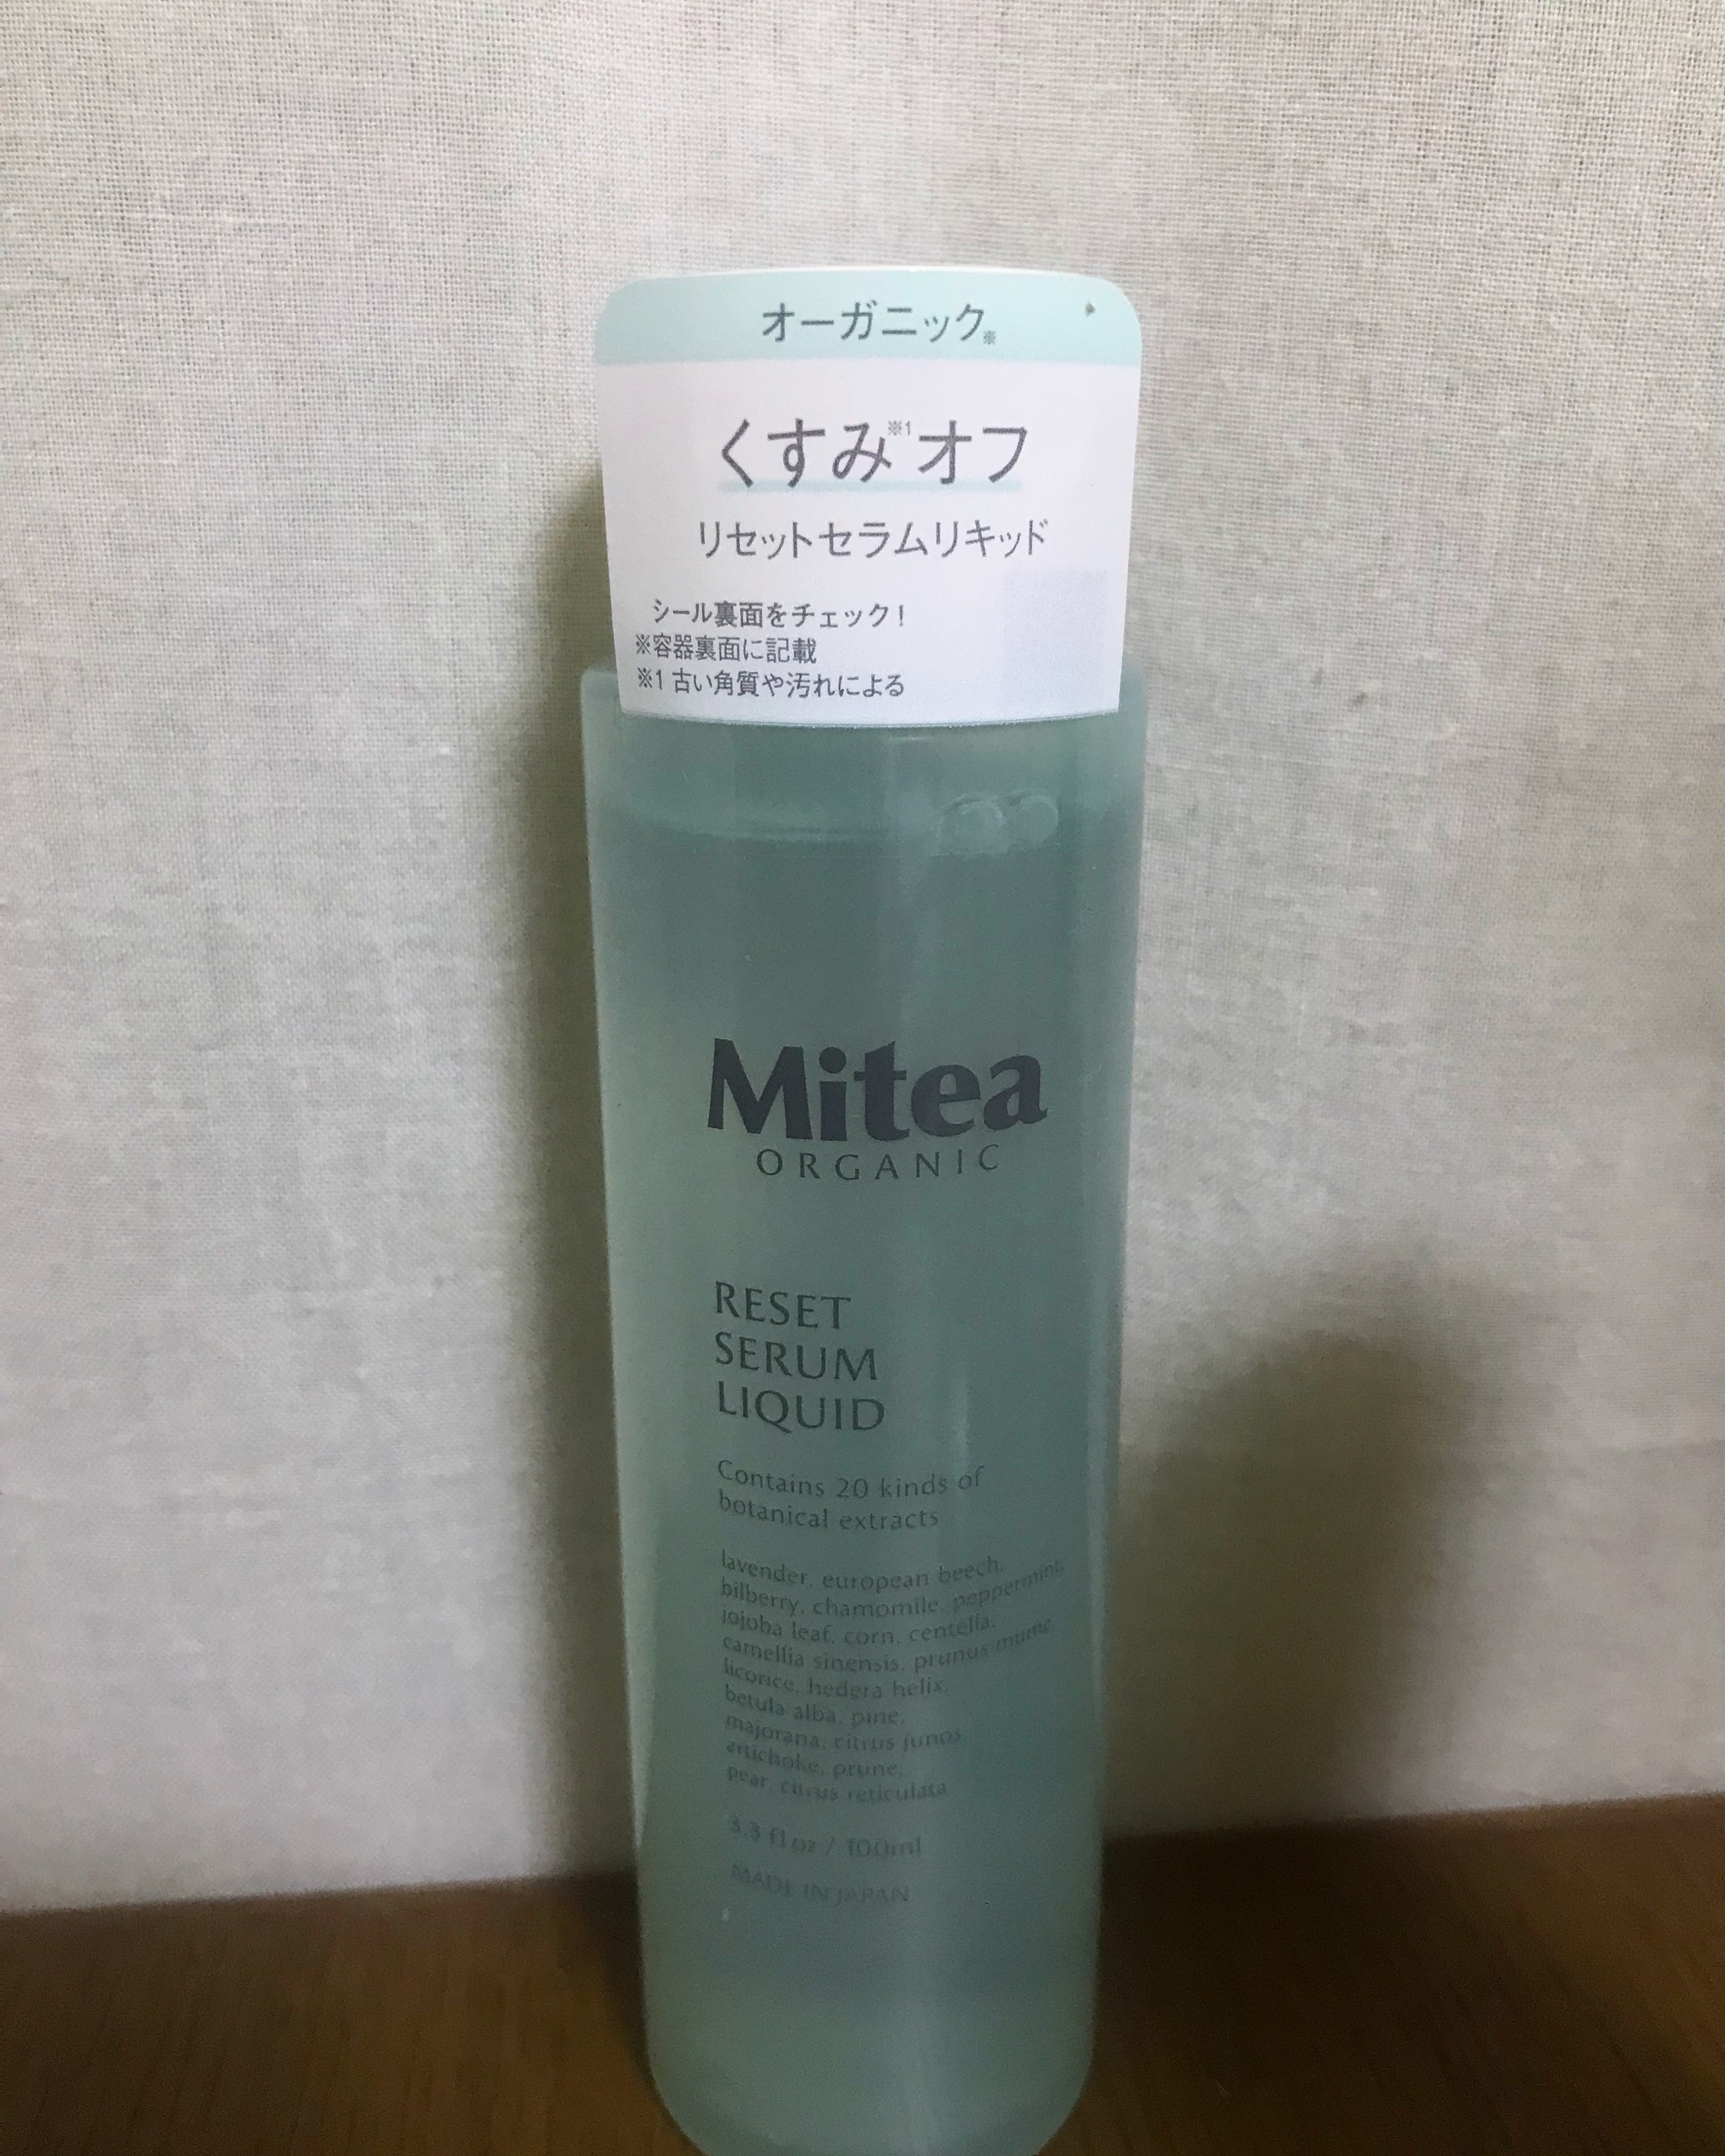 オーガニック※
くすみ※1オフ
リセットセラムリキッド
シール裏面をチェック！
※容器裏面に記載
※1 古い角質や汚れによる
Mitea
ORGANIC
RESET
SERUM
LIQUID
Contains 20 kinds of
botanical extracts
lavender, european beech,
bilberry, chamomile, peppermint,
jojoba leaf, corn, centella,
camellia sinensis, prunus mume,
licorice, hedera helix,
betula alba, pine,
majorana, citrus junos,
artichoke, prune,
pear, citrus reticulata
3.3 fl oz / 100ml
MADE IN JAPAN